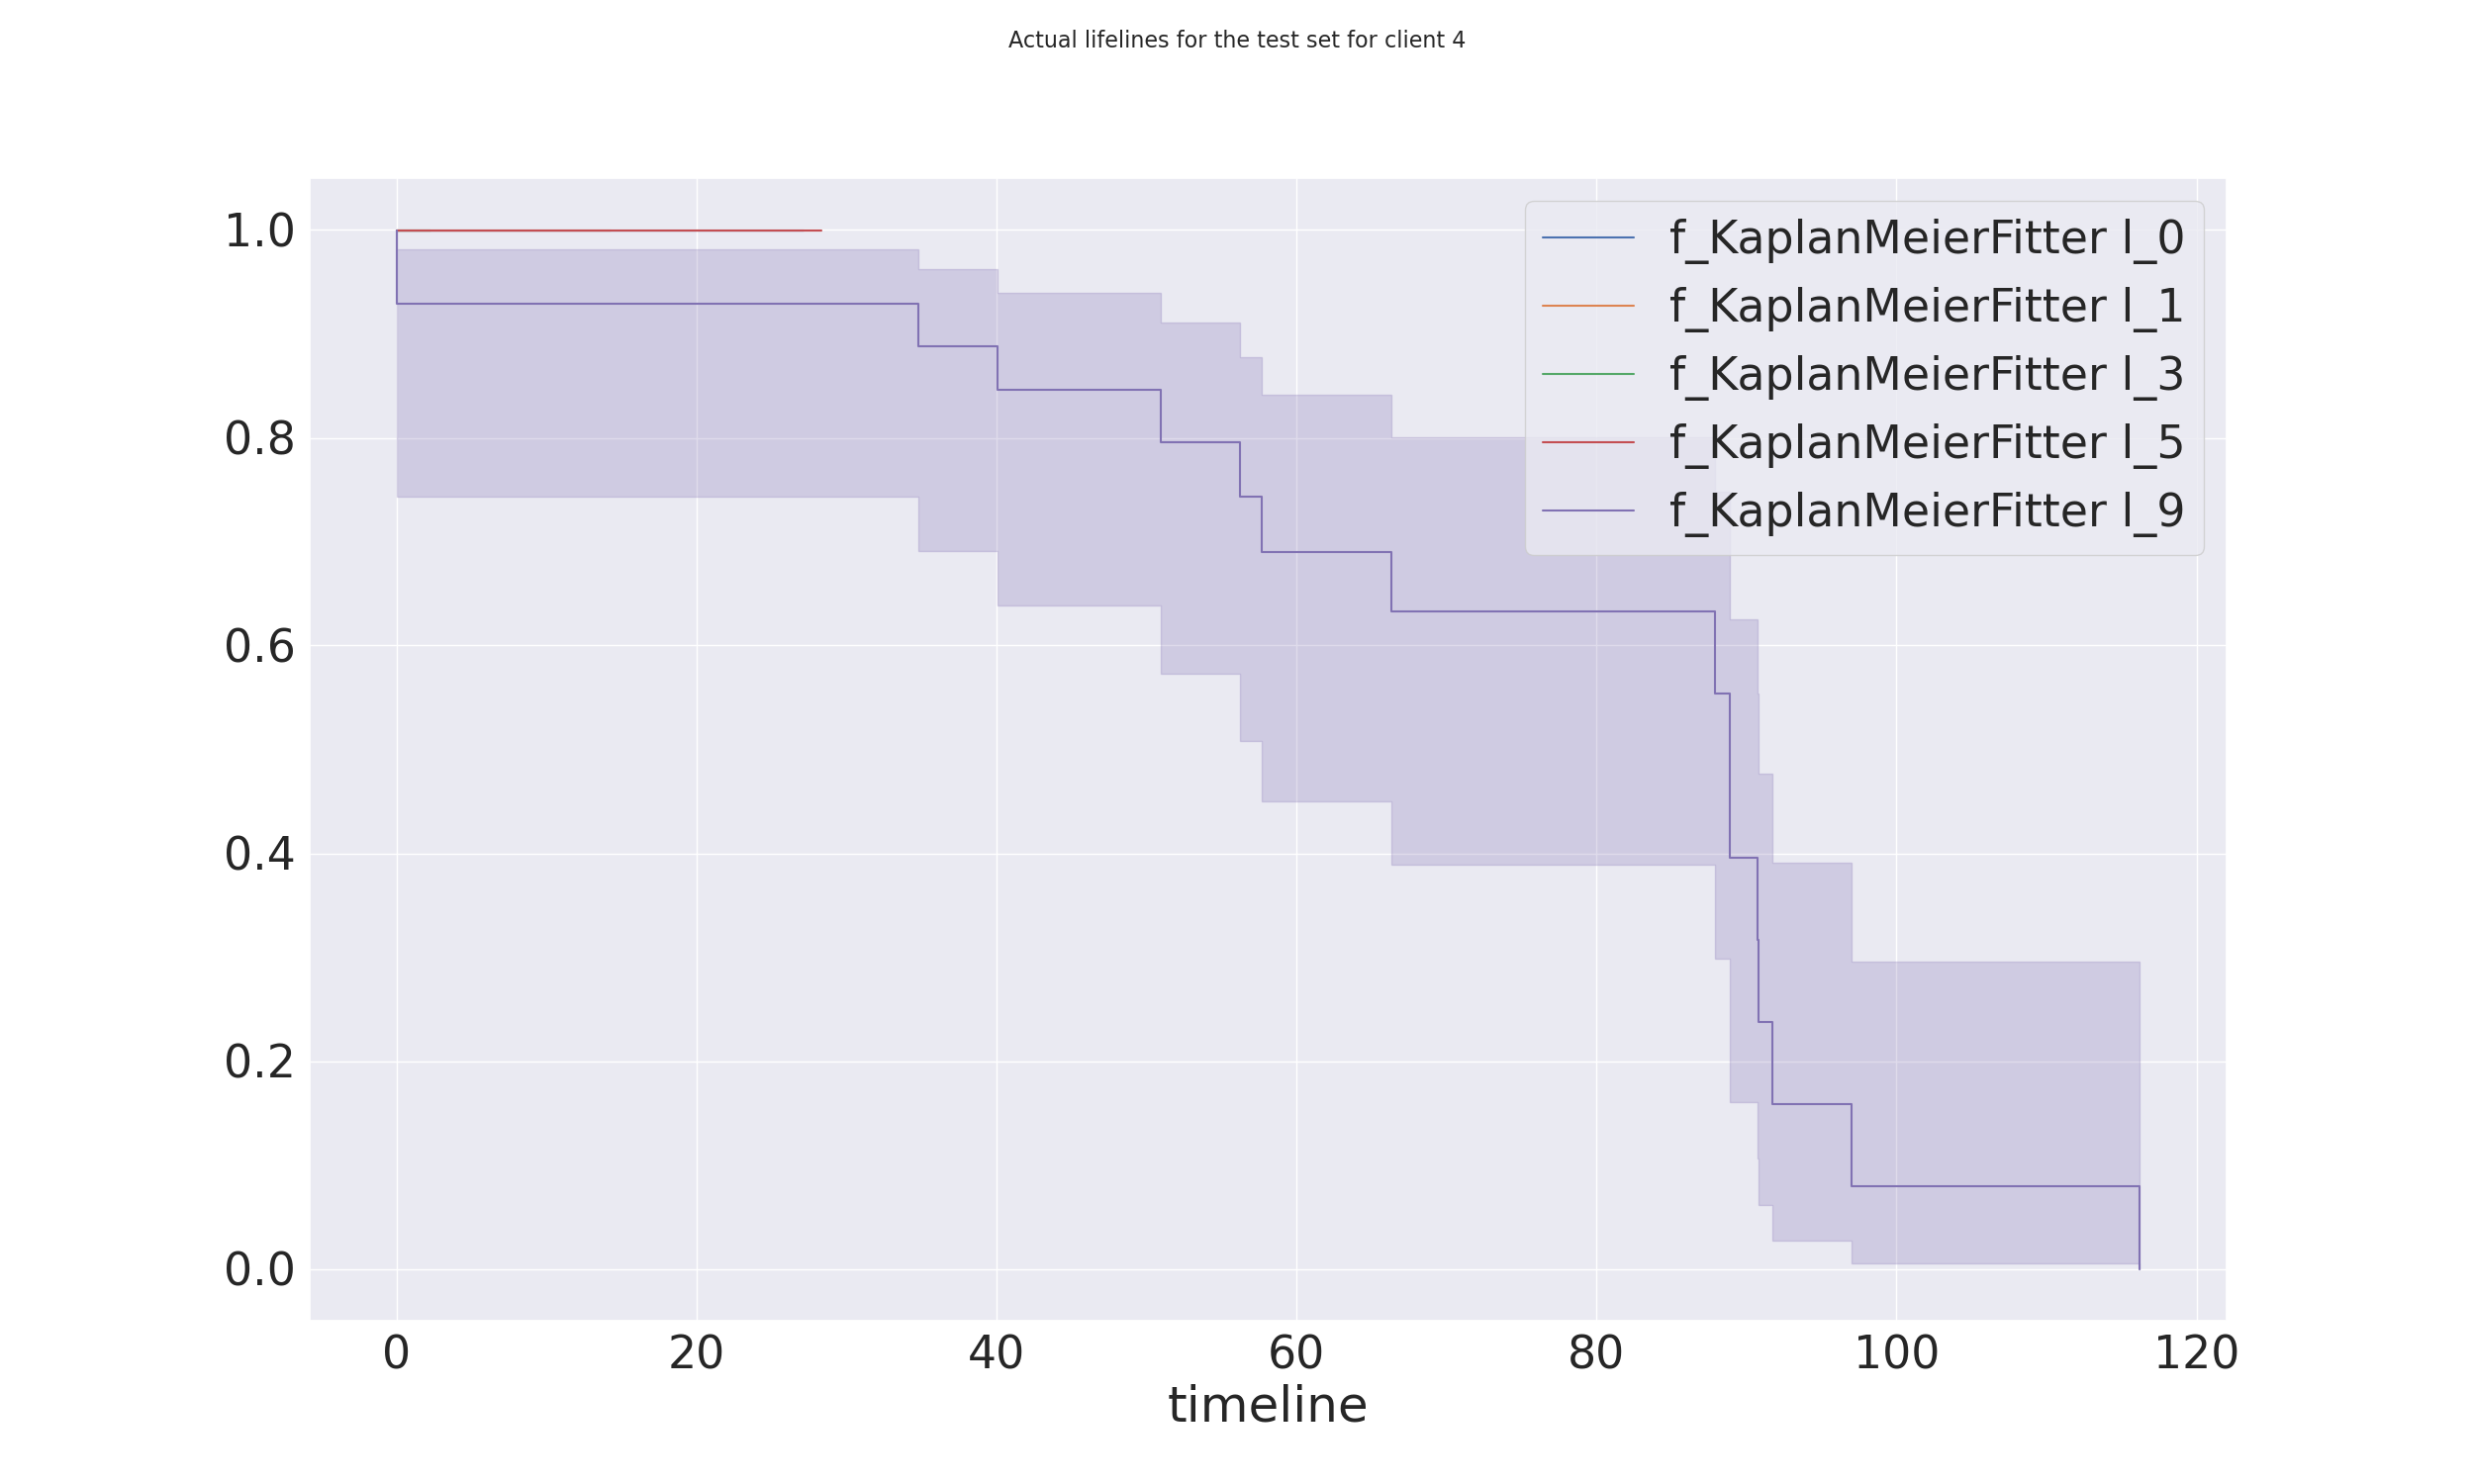 Actual lifelines for the test set for client 4
f_KaplanMeierFitter l_0
f_KaplanMeierFitter l_1
f_KaplanMeierFitter l_3
f_KaplanMeierFitter l_5
f_KaplanMeierFitter l_9
1.0
0.8
0.6
0.4
0.2
0.0
0 20 40 60 80 100 120
timeline